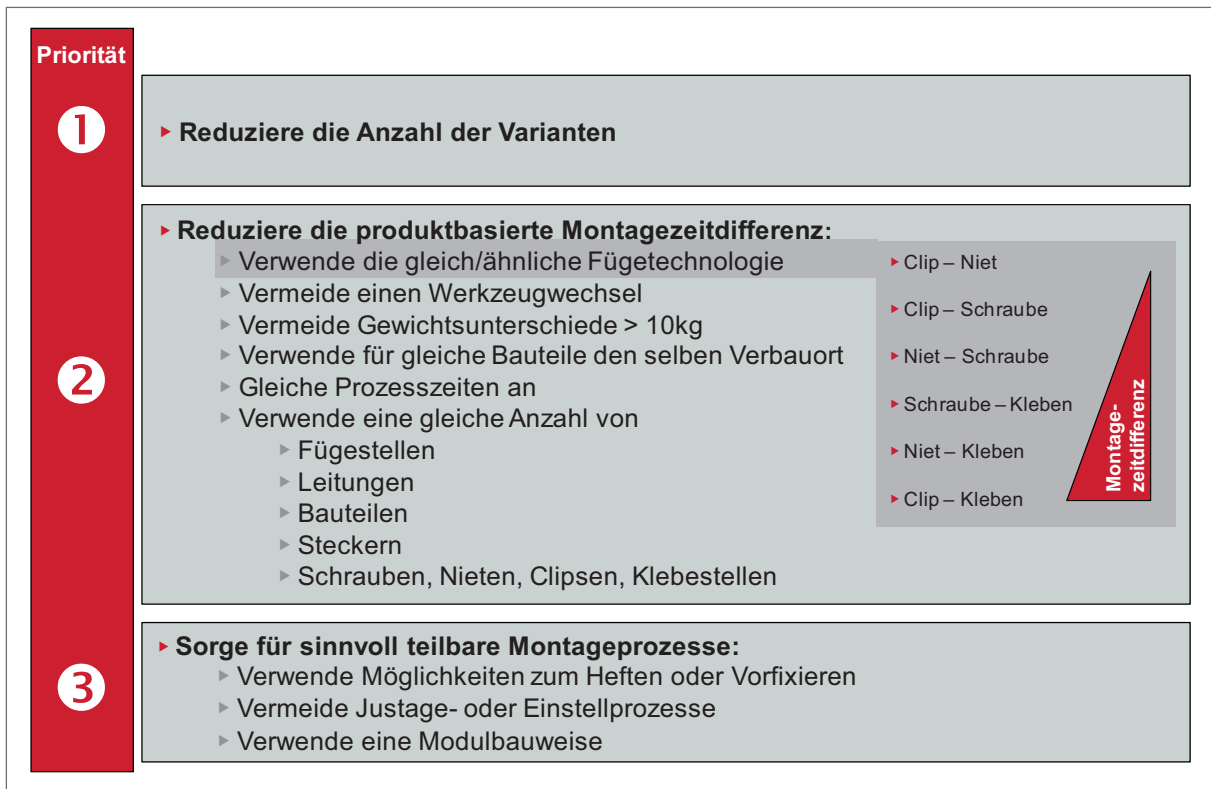 Priorität
❶
▸ Reduziere die Anzahl der Varianten
❷
▸ Reduziere die produktbasierte Montagezeitdifferenz:
▸ Verwende die gleich/ähnliche Fügetechnologie
▸ Vermeide einen Werkzeugwechsel
▸ Vermeide Gewichtsunterschiede > 10kg
▸ Verwende für gleiche Bauteile den selben Verbauort
▸ Gleiche Prozesszeiten an
▸ Verwende eine gleiche Anzahl von
▸ Fügestellen
▸ Leitungen
▸ Bauteilen
▸ Steckern
▸ Schrauben, Nieten, Clipsen, Klebestellen
▸ Clip – Niet
▸ Clip – Schraube
▸ Niet – Schraube
▸ Schraube – Kleben
▸ Niet – Kleben
▸ Clip – Kleben
Montage-
zeitdifferenz
❸
▸ Sorge für sinnvoll teilbare Montageprozesse:
▸ Verwende Möglichkeiten zum Heften oder Vorfixieren
▸ Vermeide Justage- oder Einstellprozesse
▸ Verwende eine Modulbauweise